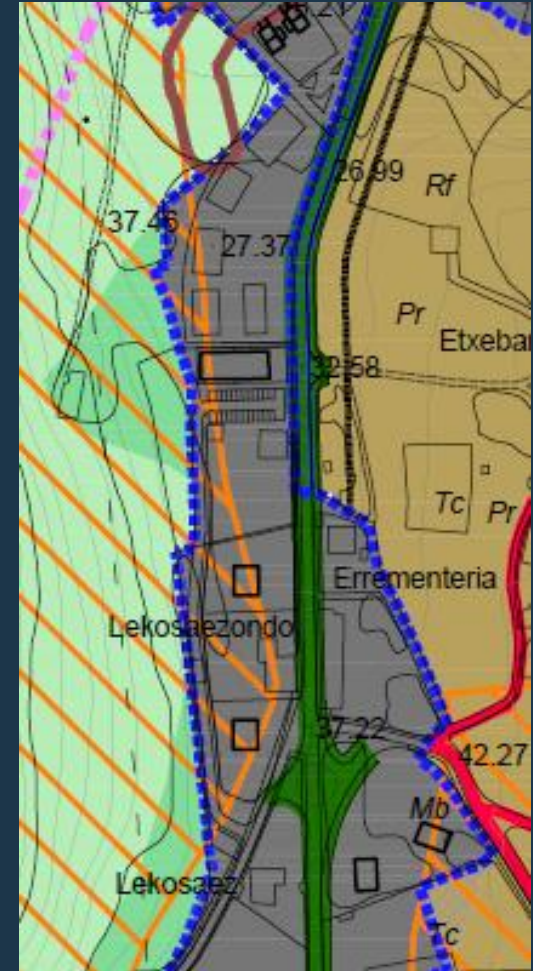 26.99
Rf
37.46
27.37
Pr
Etxebar
32.58
Tc
Pr
Errementeria
Lekosaezondo
37.22
42.27
Mb
Lekosaez
Tc